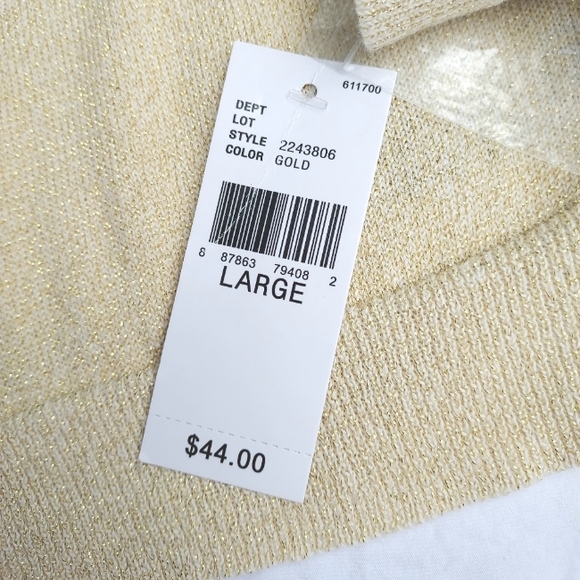 611700
DEPT
LOT
STYLE 2243806
COLOR GOLD
8 87863 79408 2
LARGE
$44.00